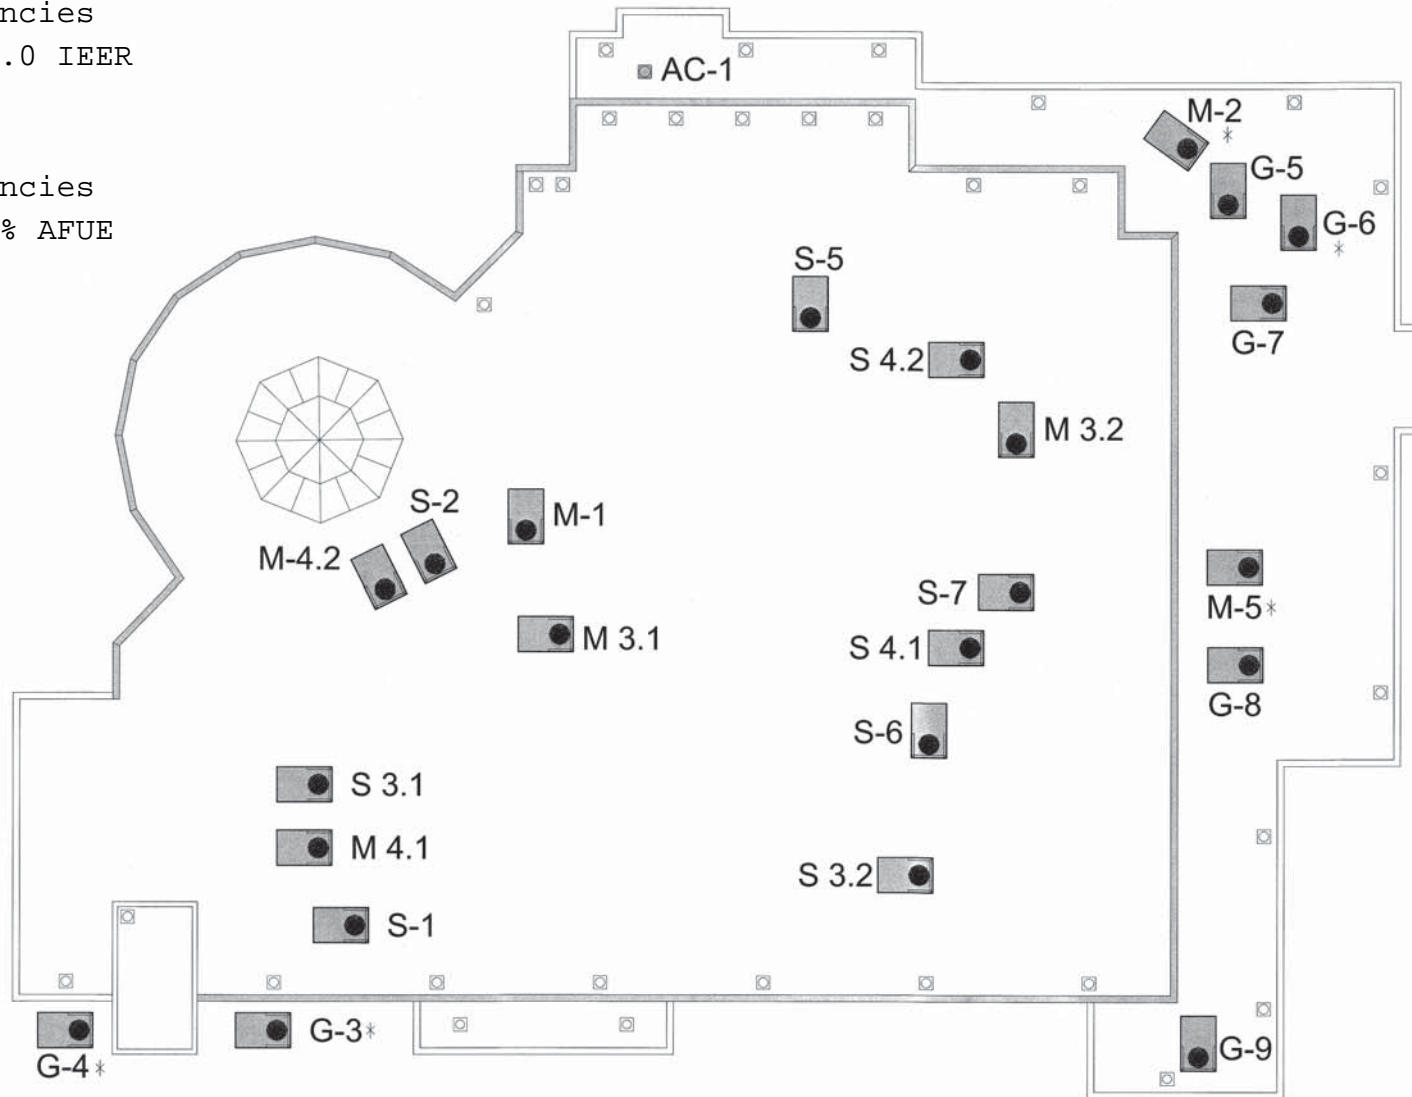 ncies
.0 IEER
AC-1
M-2
*
G-5
ncies
% AFUE
G-6
*
S-5
G-7
S 4.2
M 3.2
S-2
M-1
M-4.2
S-7
M-5*
M 3.1
S 4.1
G-8
S-6
S 3.1
M 4.1
S 3.2
S-1
G-3*
G-9
G-4*